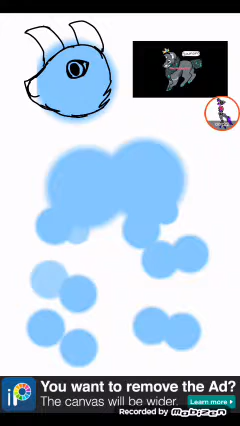 You want to remove the Ad?
The canvas will be wider.
Learn more ►
Recorded by Mobizen